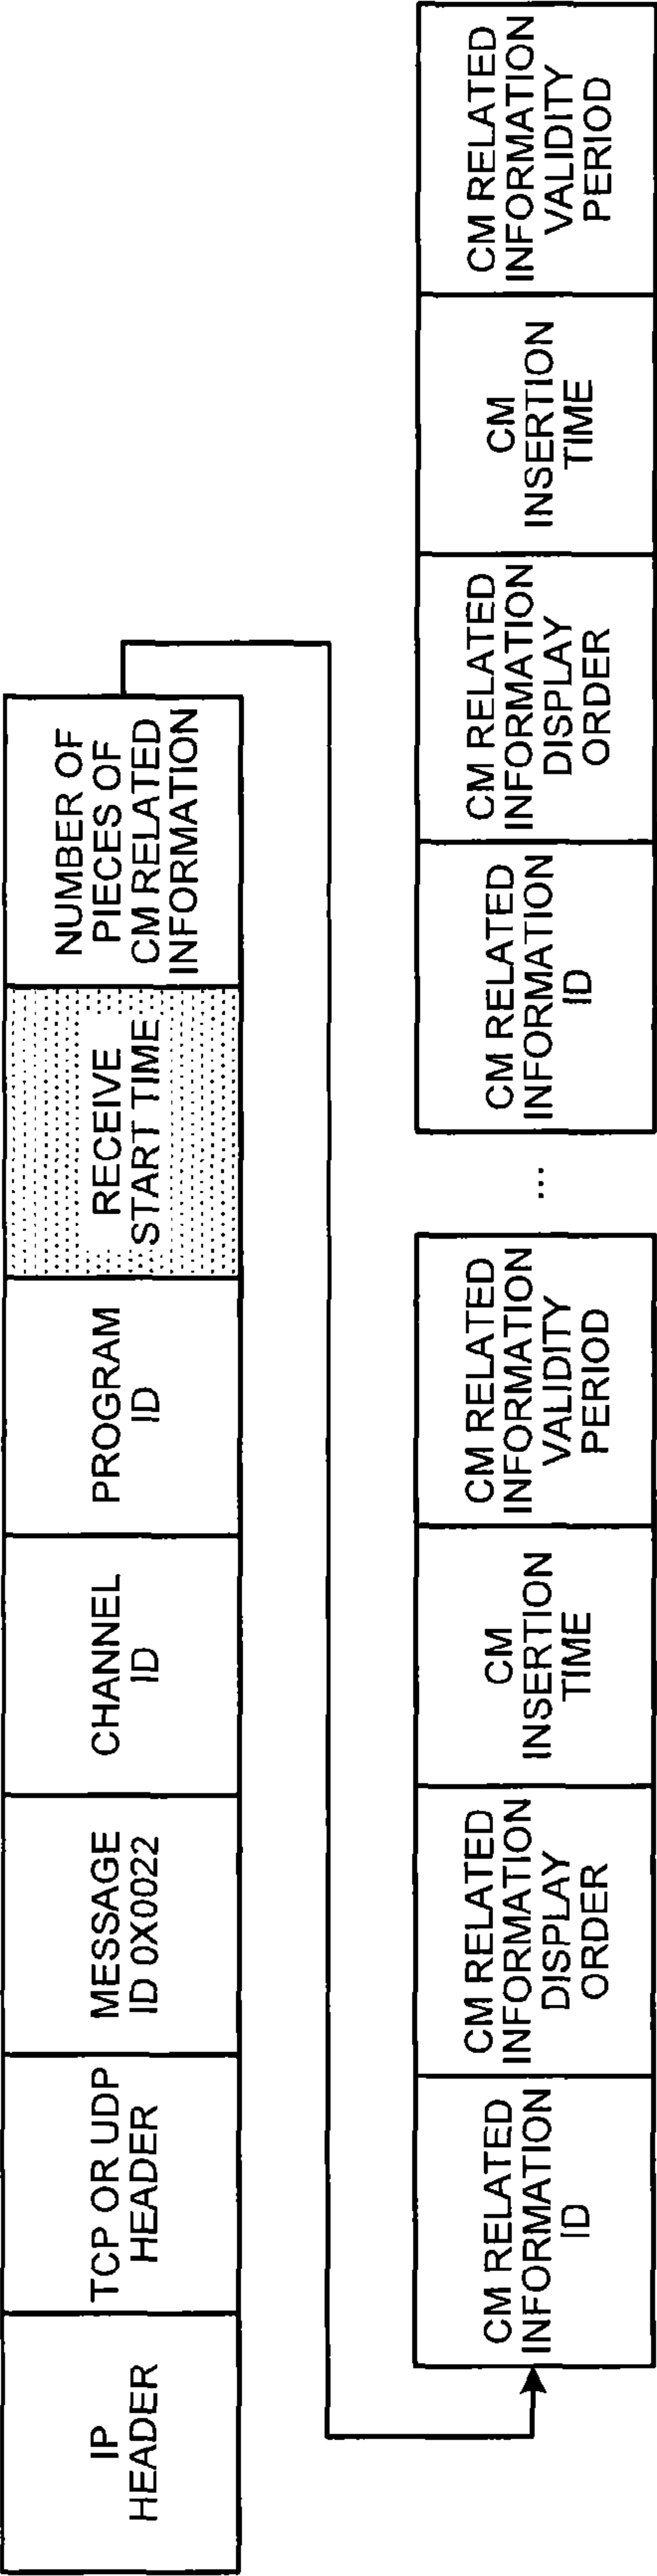 IP
HEADER
TCP OR UDP
HEADER
MESSAGE
ID 0X0022
CHANNEL
ID
PROGRAM
ID
RECEIVE
START TIME
NUMBER OF
PIECES OF
CM RELATED
INFORMATION
CM RELATED
INFORMATION
ID
CM RELATED
INFORMATION
DISPLAY
ORDER
CM
INSERTION
TIME
CM RELATED
INFORMATION
VALIDITY
PERIOD
...
CM RELATED
INFORMATION
ID
CM RELATED
INFORMATION
DISPLAY
ORDER
CM
INSERTION
TIME
CM RELATED
INFORMATION
VALIDITY
PERIOD